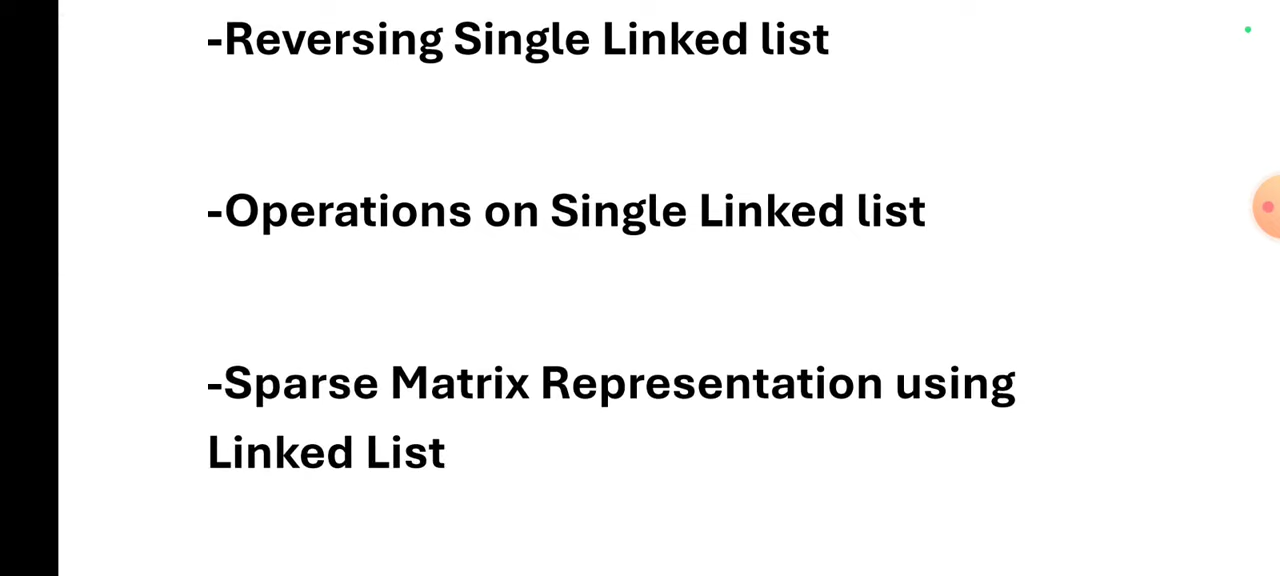 -Reversing Single Linked list
-Operations on Single Linked list
-Sparse Matrix Representation using
Linked List